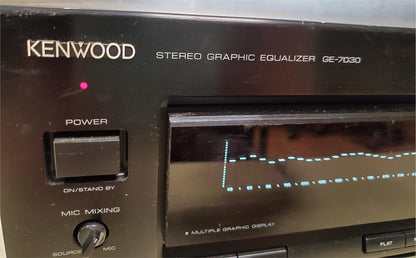 KENWOOD
STEREO GRAPHIC EQUALIZER GE-7030
POWER
ON/STAND BY
MIC MIXING
SOURCE MIC
MULTIPLE GRAPHIC DISPLAY
FLAT